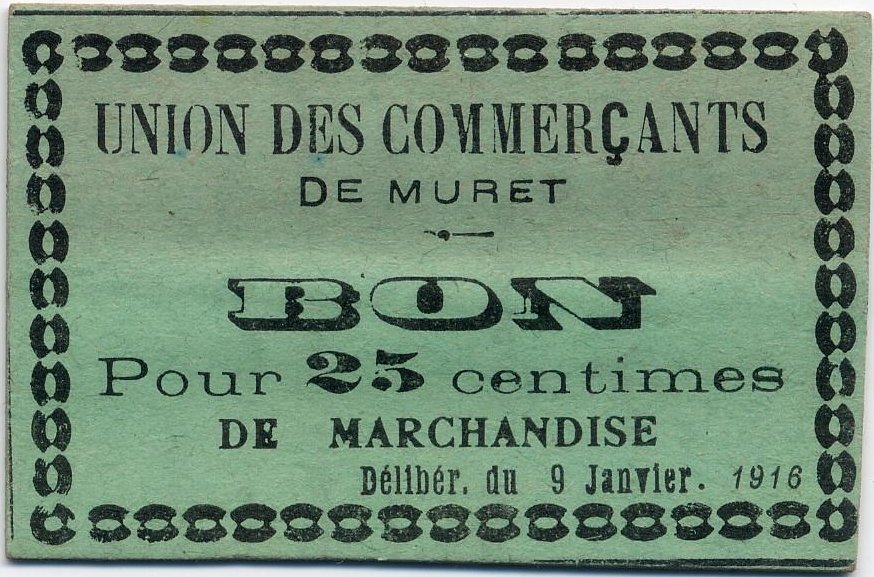 UNION DES COMMERÇANTS
DE MURET
BON
Pour 25 centimes
DE MARCHANDISE
Délibér. du 9 Janvier. 1916